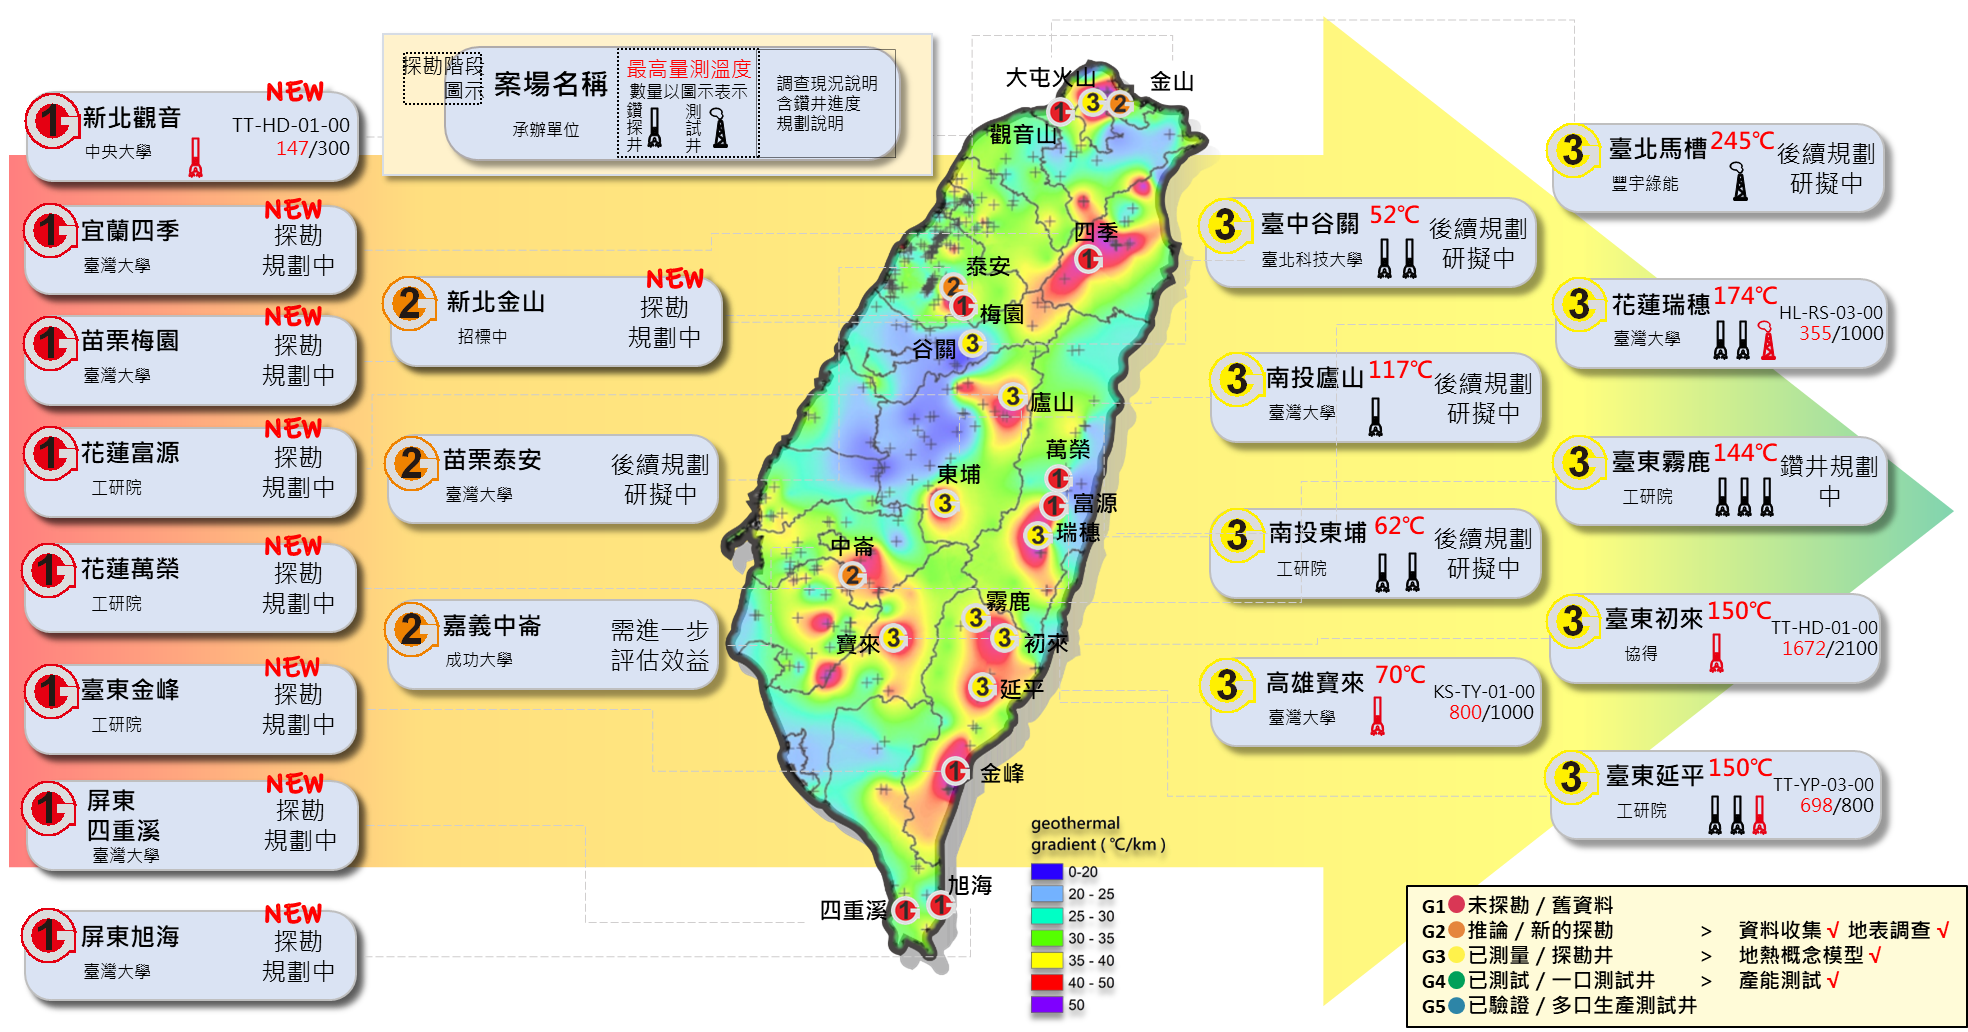 探勘階段
圖示
案場名稱
承辦單位
最高量測溫度
數量以圖示表示
鑽探井
測試井
調查現況說明
含鑽井進度
規劃說明
NEW
1
新北觀音
中央大學
TT-HD-01-00
147/300
NEW
1
宜蘭四季
臺灣大學
探勘
規劃中
NEW
1
苗栗梅園
臺灣大學
探勘
規劃中
NEW
1
花蓮富源
工研院
探勘
規劃中
NEW
1
花蓮萬榮
工研院
探勘
規劃中
NEW
1
臺東金峰
工研院
探勘
規劃中
NEW
1
屏東
四重溪
臺灣大學
探勘
規劃中
NEW
1
屏東旭海
臺灣大學
探勘
規劃中
NEW
2
新北金山
招標中
探勘
規劃中
2
苗栗泰安
臺灣大學
後續規劃
研擬中
2
嘉義中崙
成功大學
需進一步
評估效益
大屯火山
金山
1
3
2
觀音山
四季
1
泰安
2
1
梅園
谷關
3
3
廬山
萬榮
1
東埔
3
1
富源
3
瑞穗
中崙
2
霧鹿
3
寶來
3
3
初來
3
延平
1
金峰
旭海
四重溪
1
1
geothermal
gradient ( ℃/km )
0-20
20 - 25
25 - 30
30 - 35
35 - 40
40 - 50
50
3
臺中谷關
臺北科技大學
52℃
後續規劃
研擬中
3
南投廬山
臺灣大學
117℃
後續規劃
研擬中
3
南投東埔
工研院
62℃
後續規劃
研擬中
3
高雄寶來
臺灣大學
70℃
KS-TY-01-00
800/1000
3
臺北馬槽
豐宇綠能
245℃
後續規劃
研擬中
3
花蓮瑞穗
臺灣大學
174℃
HL-RS-03-00
355/1000
3
臺東霧鹿
工研院
144℃
鑽井規劃
中
3
臺東初來
協得
150℃
TT-HD-01-00
1672/2100
3
臺東延平
工研院
150℃
TT-YP-03-00
698/800
G1 未探勘 / 舊資料
G2 推論 / 新的探勘 > 資料收集 √ 地表調查 √
G3 已測量 / 探勘井 > 地熱概念模型 √
G4 已測試 / 一口測試井 > 產能測試 √
G5 已驗證 / 多口生產測試井